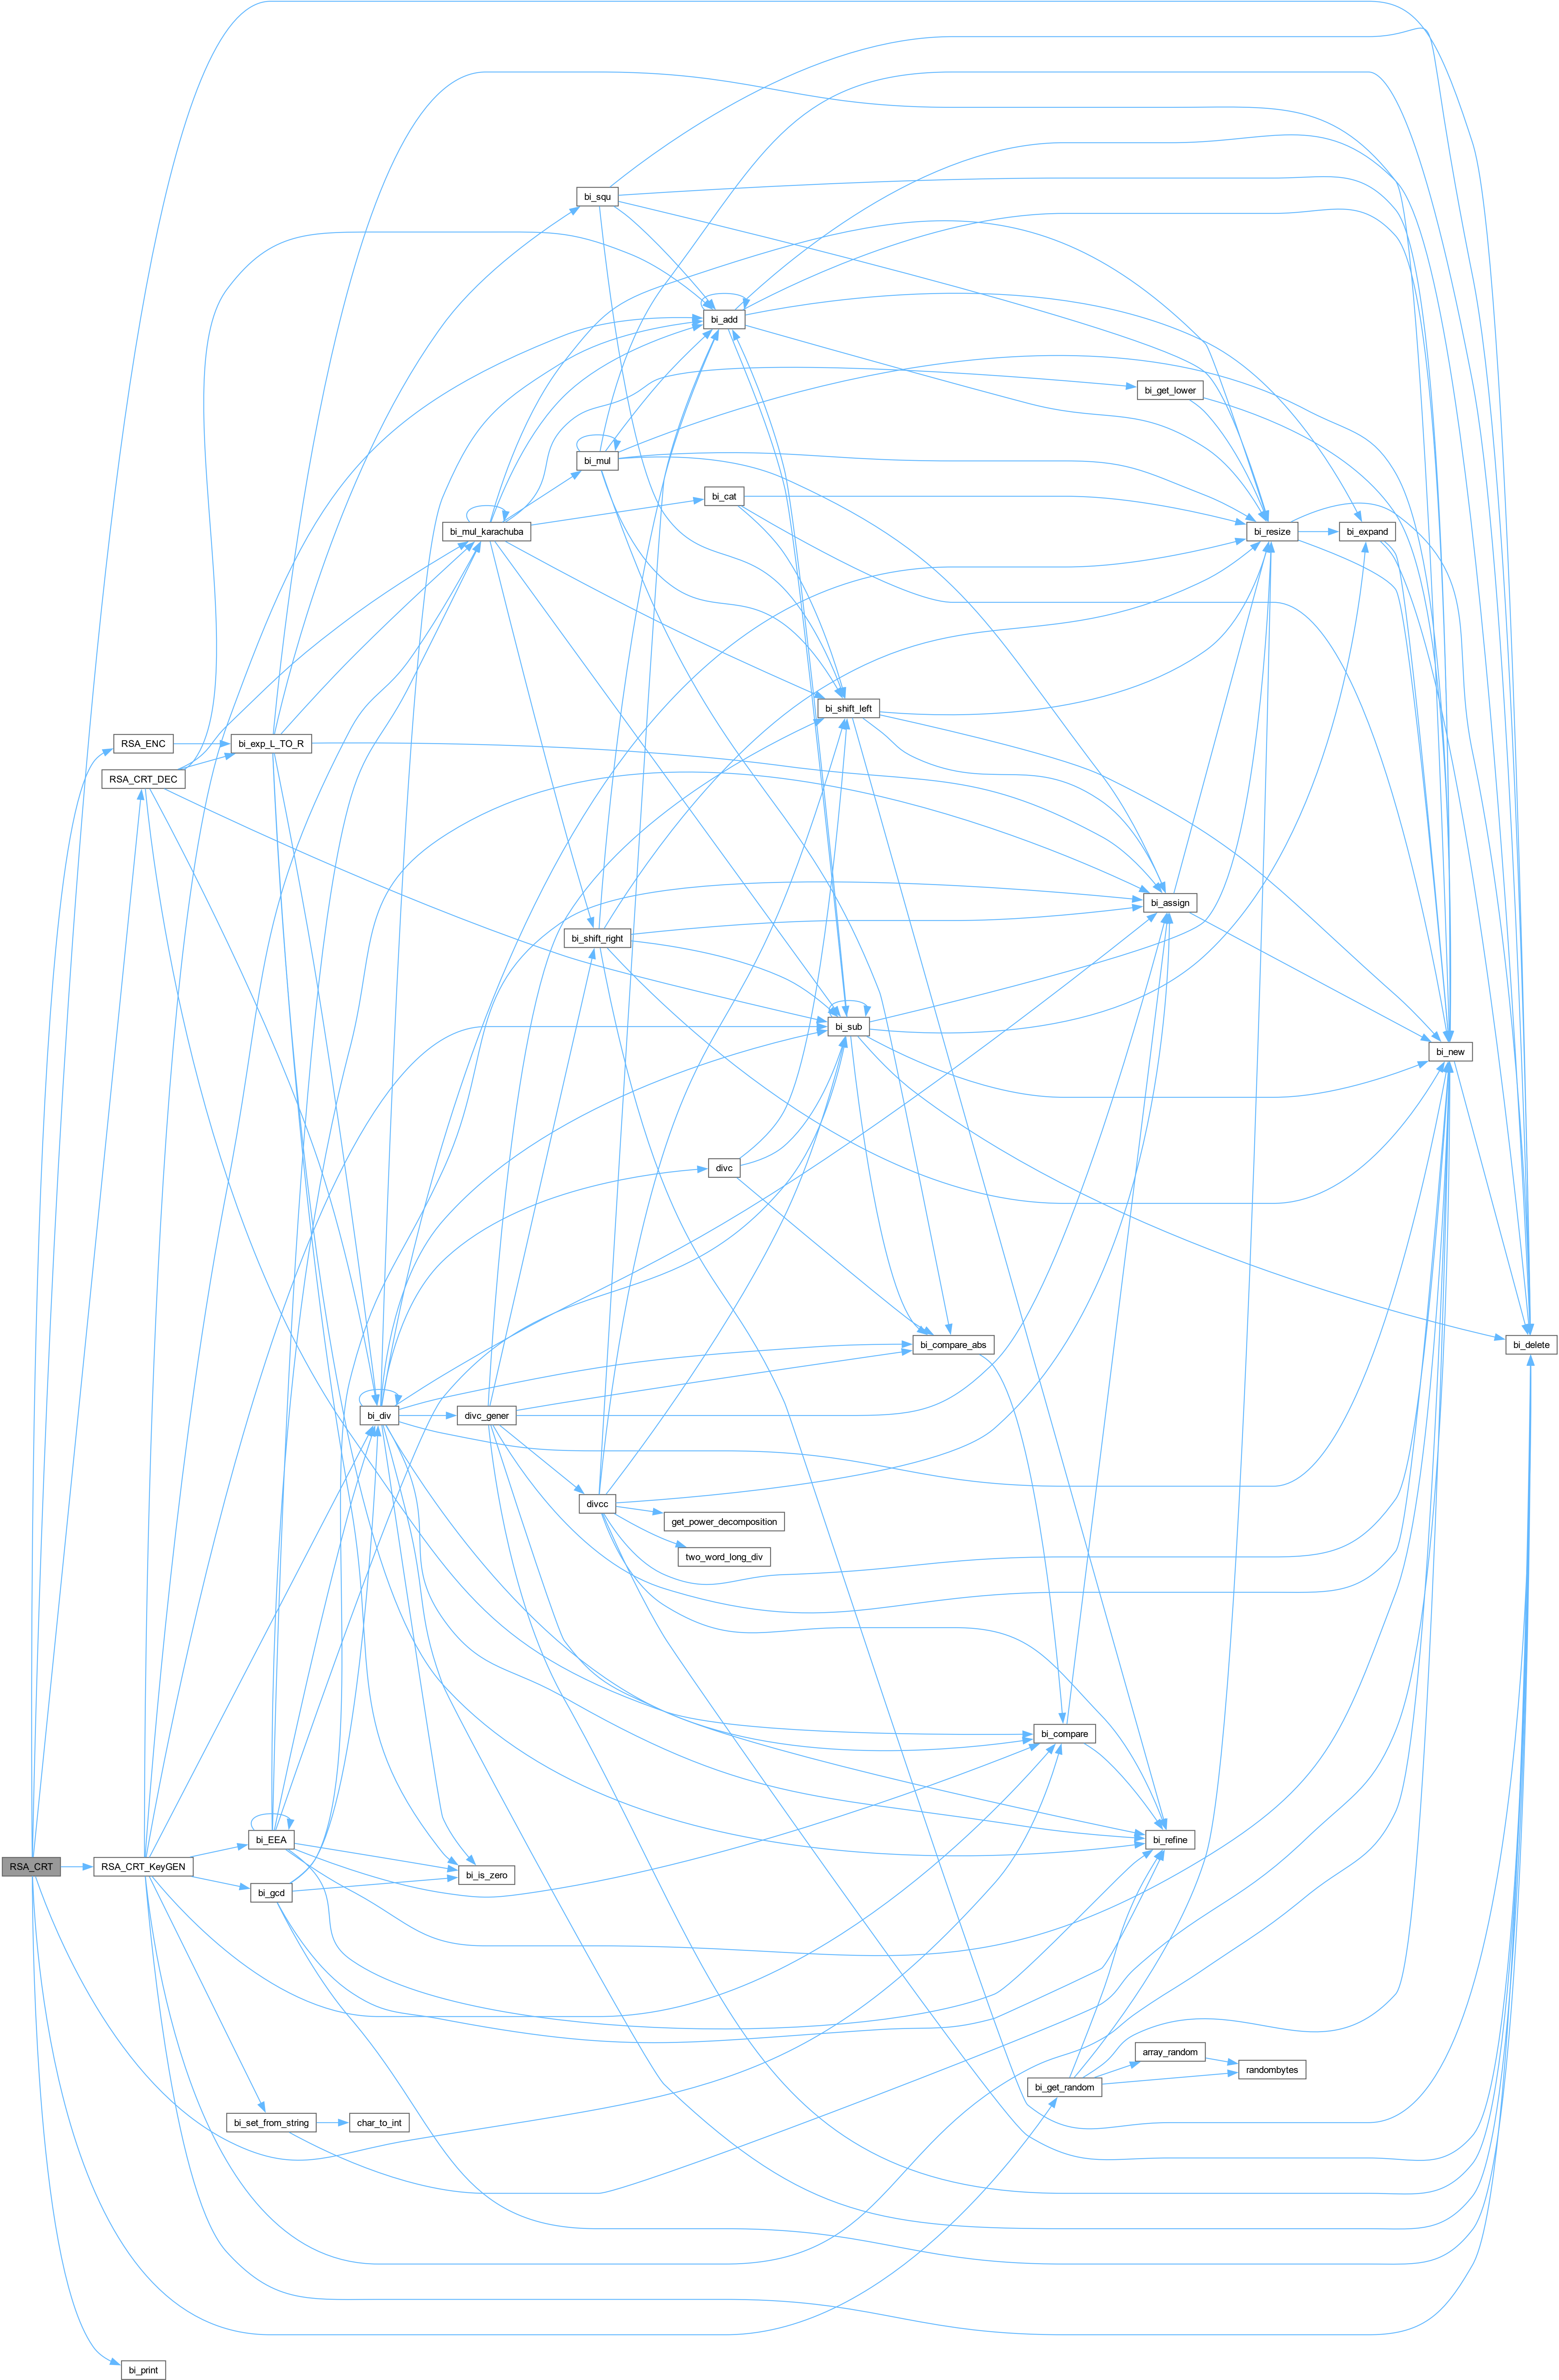 bi_squ
bi_add
bi_get_lower
bi_mul
bi_cat
bi_mul_karachuba
bi_resize
bi_expand
bi_shift_left
RSA_ENC
bi_exp_L_TO_R
RSA_CRT_DEC
bi_assign
bi_shift_right
bi_sub
bi_new
divc
bi_compare_abs
bi_delete
bi_div
divc_gener
divcc
get_power_decomposition
two_word_long_div
bi_compare
bi_EEA
bi_refine
RSA_CRT
RSA_CRT_KeyGEN
bi_is_zero
bi_gcd
array_random
randombytes
bi_get_random
bi_set_from_string
char_to_int
bi_print